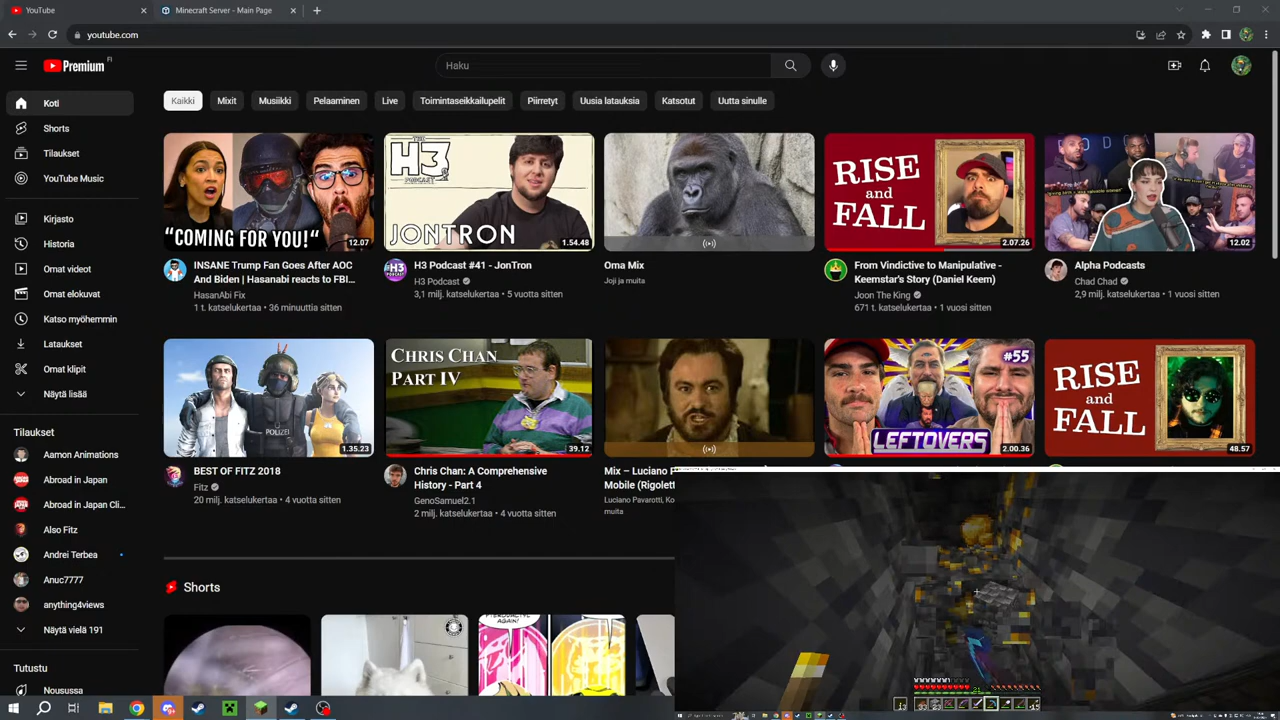 YouTube
Minecraft Server - Main Page
youtube.com
Premium FI
Haku
Koti
Shorts
Tilaukset
YouTube Music
Kirjasto
Historia
Omat videot
Omat elokuvat
Katso myöhemmin
Lataukset
Omat klipit
Näytä lisää
Tilaukset
Aamon Animations
Abroad in Japan
Abroad in Japan Cli...
Also Fitz
Andrei Terbea
Anuc7777
anything4views
Näytä vielä 191
Tutustu
Nousussa
Kaikki
Mixit
Musiikki
Pelaaminen
Live
Toimintaseikkailupelit
Piirretyt
Uusia latauksia
Katsotut
Uutta sinulle
"COMING FOR YOU!"
12.07
INSANE Trump Fan Goes After AOC
And Biden | Hasanabi reacts to FBI...
HasanAbi Fix
1 t. katselukertaa • 36 minuuttia sitten
THE
H3
PODCAST
JONTRON
1.54.48
H3 Podcast #41 - JonTron
H3 Podcast
3,1 milj. katselukertaa • 5 vuotta sitten
Oma Mix
Joji ja muita
RISE
and
FALL
2.07.26
From Vindictive to Manipulative -
Keemstar's Story (Daniel Keem)
Joon The King
671 t. katselukertaa • 1 vuosi sitten
12.02
Alpha Podcasts
Chad Chad
2,9 milj. katselukertaa • 1 vuosi sitten
POLIZEI
1.35.23
BEST OF FITZ 2018
Fitz
20 milj. katselukertaa • 4 vuotta sitten
CHRIS CHAN
PART IV
39.12
Chris Chan: A Comprehensive
History - Part 4
GenoSamuel2.1
2 milj. katselukertaa • 4 vuotta sitten
Mix – Luciano
Mobile (Rigolett
Luciano Pavarotti,
muita
#55
LEFTOVERS
2.00.36
RISE
and
FALL
48.57
Shorts
AGAIN!